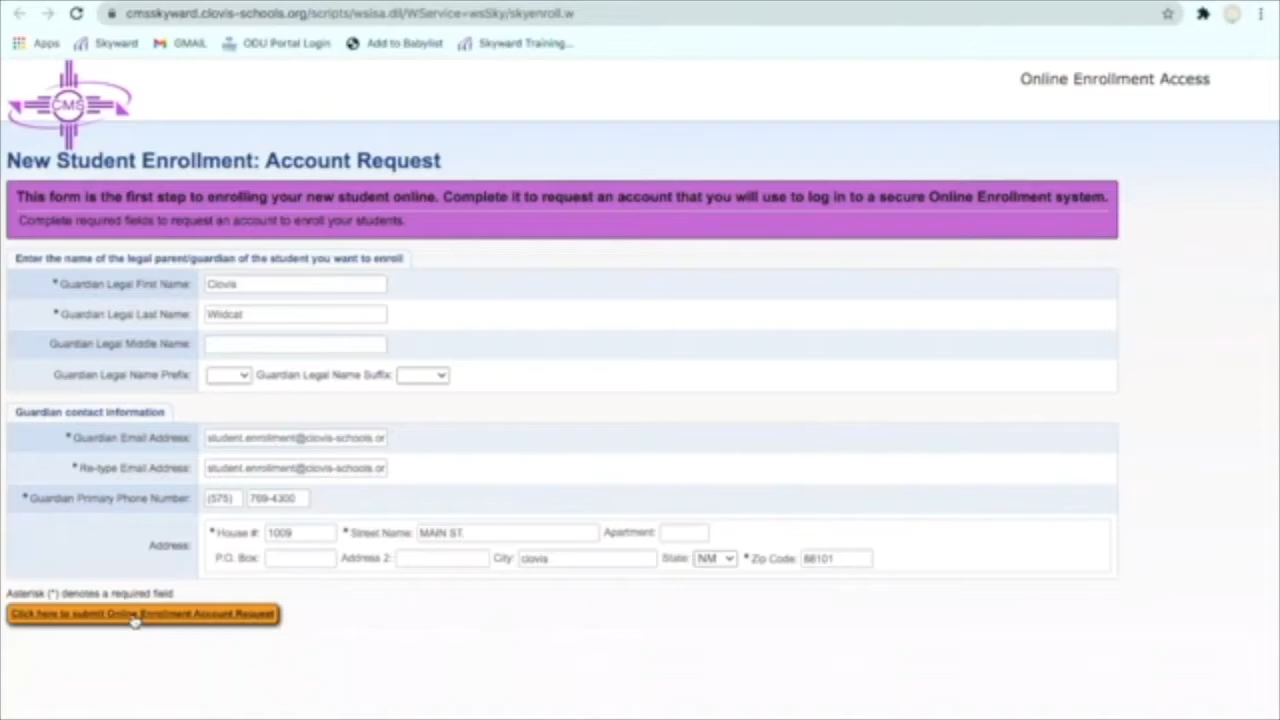 cmsskyward.clovis-schools.org/scripts/wsisa.dll/WService=wsSky/skyenroll.w
Apps Skyward GMAIL ODU Portal Login Add to Babylist Skyward Training...
CMS
Online Enrollment Access
New Student Enrollment: Account Request
This form is the first step to enrolling your new student online. Complete it to request an account that you will use to log in to a secure Online Enrollment system.
Complete required fields to request an account to enroll your students.
Enter the name of the legal parent/guardian of the student you want to enroll
* Guardian Legal First Name: Clovis
* Guardian Legal Last Name: Wildcat
Guardian Legal Middle Name:
Guardian Legal Name Prefix: Guardian Legal Name Suffix:
Guardian contact information
* Guardian Email Address: student.enrollment@clovis-schools.or
* Re-type Email Address: student.enrollment@clovis-schools.or
* Guardian Primary Phone Number: (575) 769-4300
Address:
* House #: 1009 * Street Name: MAIN ST. Apartment:
P.O. Box: Address 2: City: clovis State: NM * Zip Code: 88101
Asterisk (*) denotes a required field
Click here to submit Online Enrollment Account Request